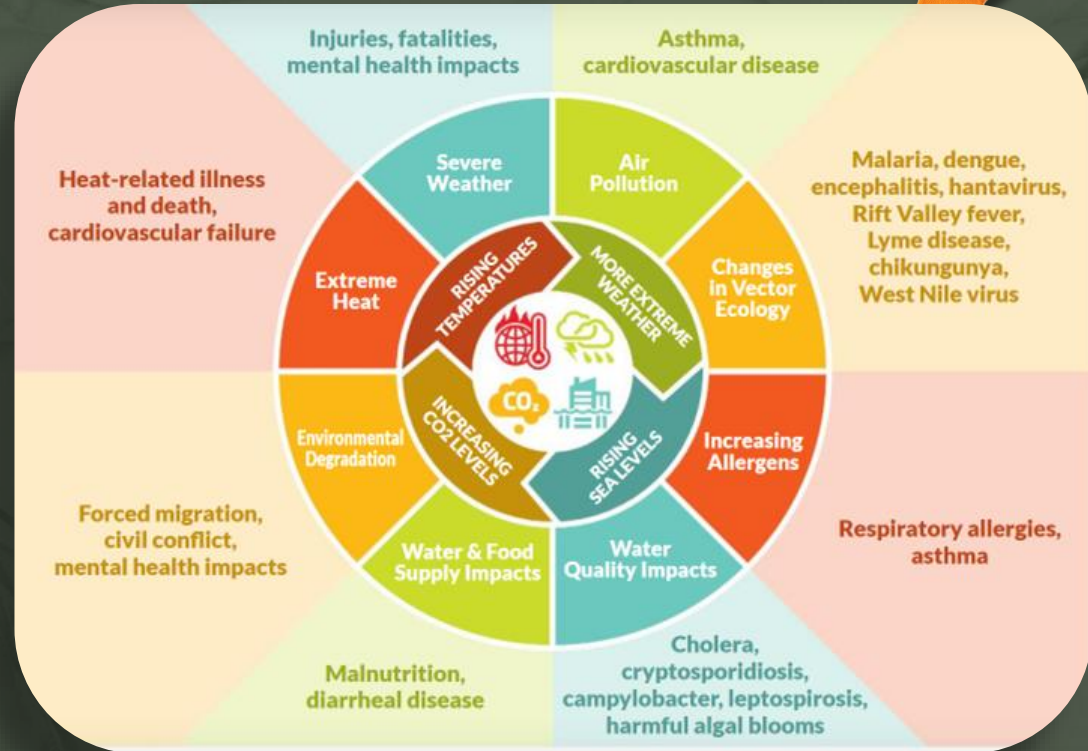 Injuries, fatalities,
mental health impacts
Asthma,
cardiovascular disease
Malaria, dengue,
encephalitis, hantavirus,
Rift Valley fever,
Lyme disease,
chikungunya,
West Nile virus
Respiratory allergies,
asthma
Cholera,
cryptosporidiosis,
campylobacter, leptospirosis,
harmful algal blooms
Malnutrition,
diarrheal disease
Forced migration,
civil conflict,
mental health impacts
Heat-related illness
and death,
cardiovascular failure
Severe
Weather
Air
Pollution
Changes
in Vector
Ecology
Increasing
Allergens
Water
Quality Impacts
Water & Food
Supply Impacts
Environmental
Degradation
Extreme
Heat
RISING
TEMPERATURES
MORE EXTREME
WEATHER
RISING
SEA LEVELS
INCREASING
CO2 LEVELS
CO₂